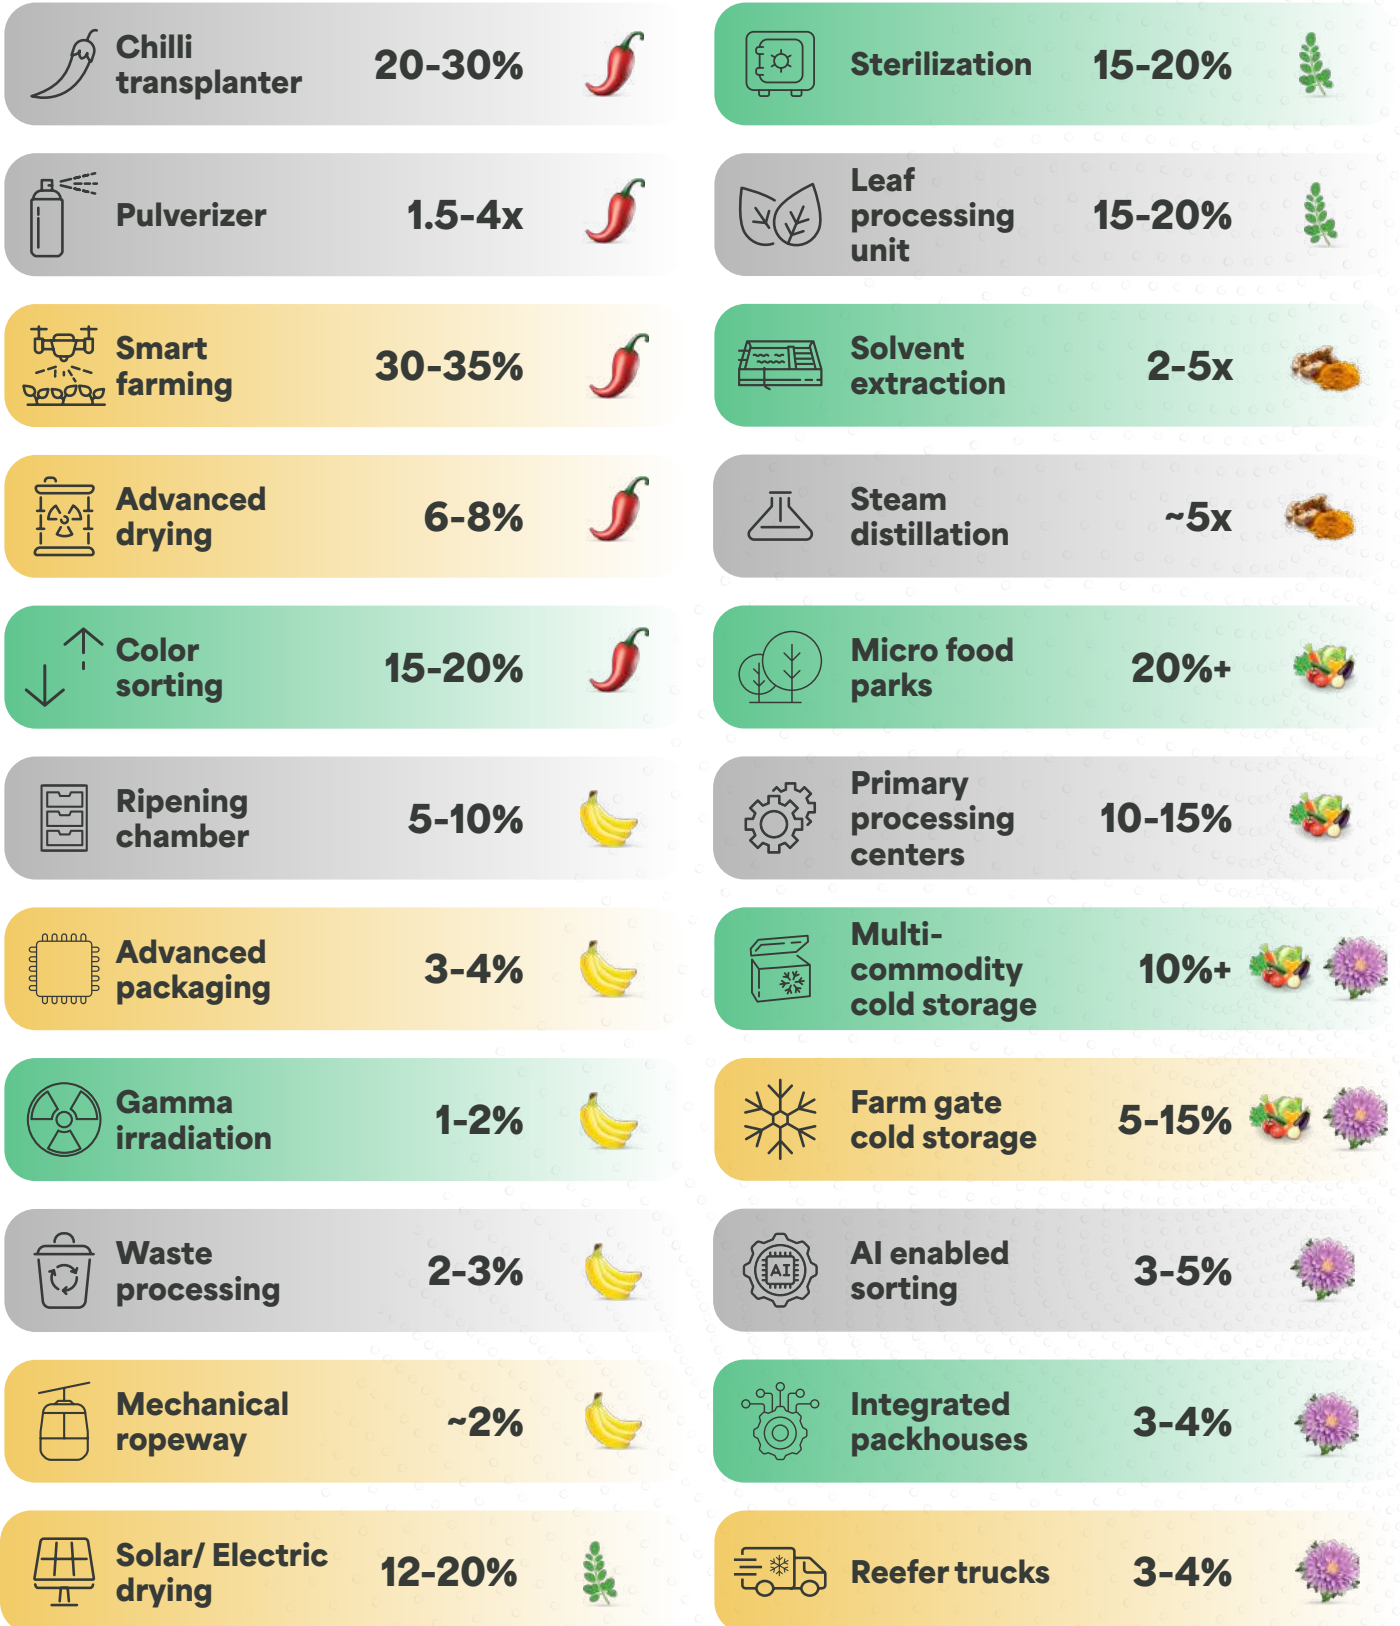 Chilli
transplanter
20-30%
Pulverizer
1.5-4x
Smart
farming
30-35%
Advanced
drying
6-8%
Color
sorting
15-20%
Ripening
chamber
5-10%
Advanced
packaging
3-4%
Gamma
irradiation
1-2%
Waste
processing
2-3%
Mechanical
ropeway
~2%
Solar/ Electric
drying
12-20%
Sterilization
15-20%
Leaf
processing
unit
15-20%
Solvent
extraction
2-5x
Steam
distillation
~5x
Micro food
parks
20%+
Primary
processing
centers
10-15%
Multi-
commodity
cold storage
10%+
Farm gate
cold storage
5-15%
AI
AI enabled
sorting
3-5%
Integrated
packhouses
3-4%
Reefer trucks
3-4%